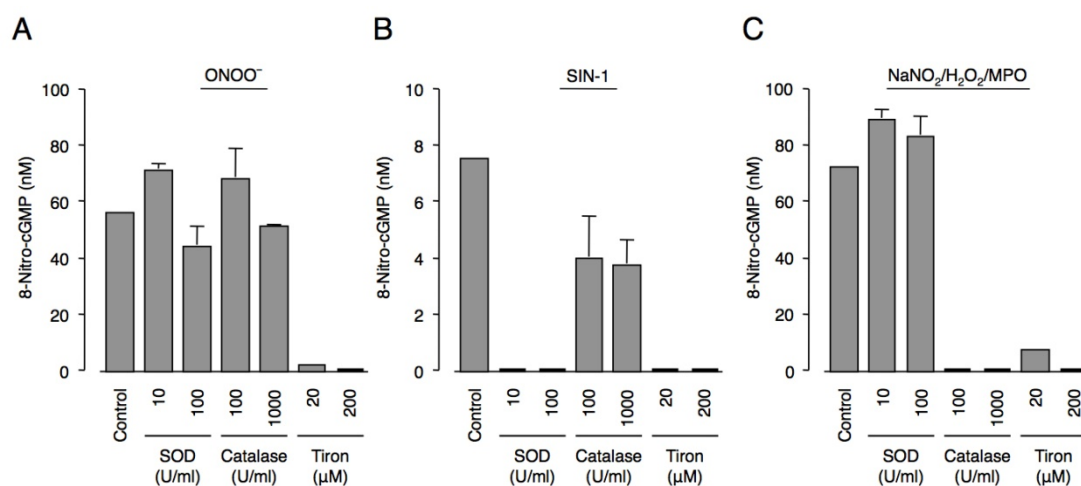 A
B
C
ONOO⁻
SIN-1
NaNO₂/H₂O₂/MPO
8-Nitro-cGMP (nM)
100
80
60
40
20
0
Control
10
100
100
1000
20
200
SOD
(U/ml)
Catalase
(U/ml)
Tiron
(μM)
8-Nitro-cGMP (nM)
10
8
6
4
2
0
Control
10
100
100
1000
20
200
SOD
(U/ml)
Catalase
(U/ml)
Tiron
(μM)
8-Nitro-cGMP (nM)
100
80
60
40
20
0
Control
10
100
100
1000
20
200
SOD
(U/ml)
Catalase
(U/ml)
Tiron
(μM)